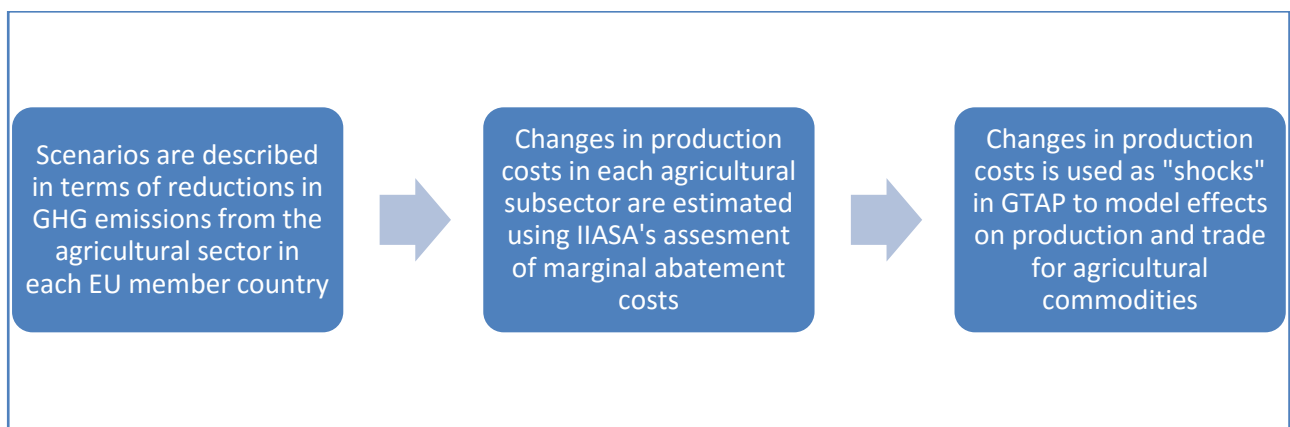 Scenarios are described
in terms of reductions in
GHG emissions from the
agricultural sector in
each EU member country
Changes in production
costs in each agricultural
subsector are estimated
using IIASA's assesment
of marginal abatement
costs
Changes in production
costs is used as "shocks"
in GTAP to model effects
on production and trade
for agricultural
commodities